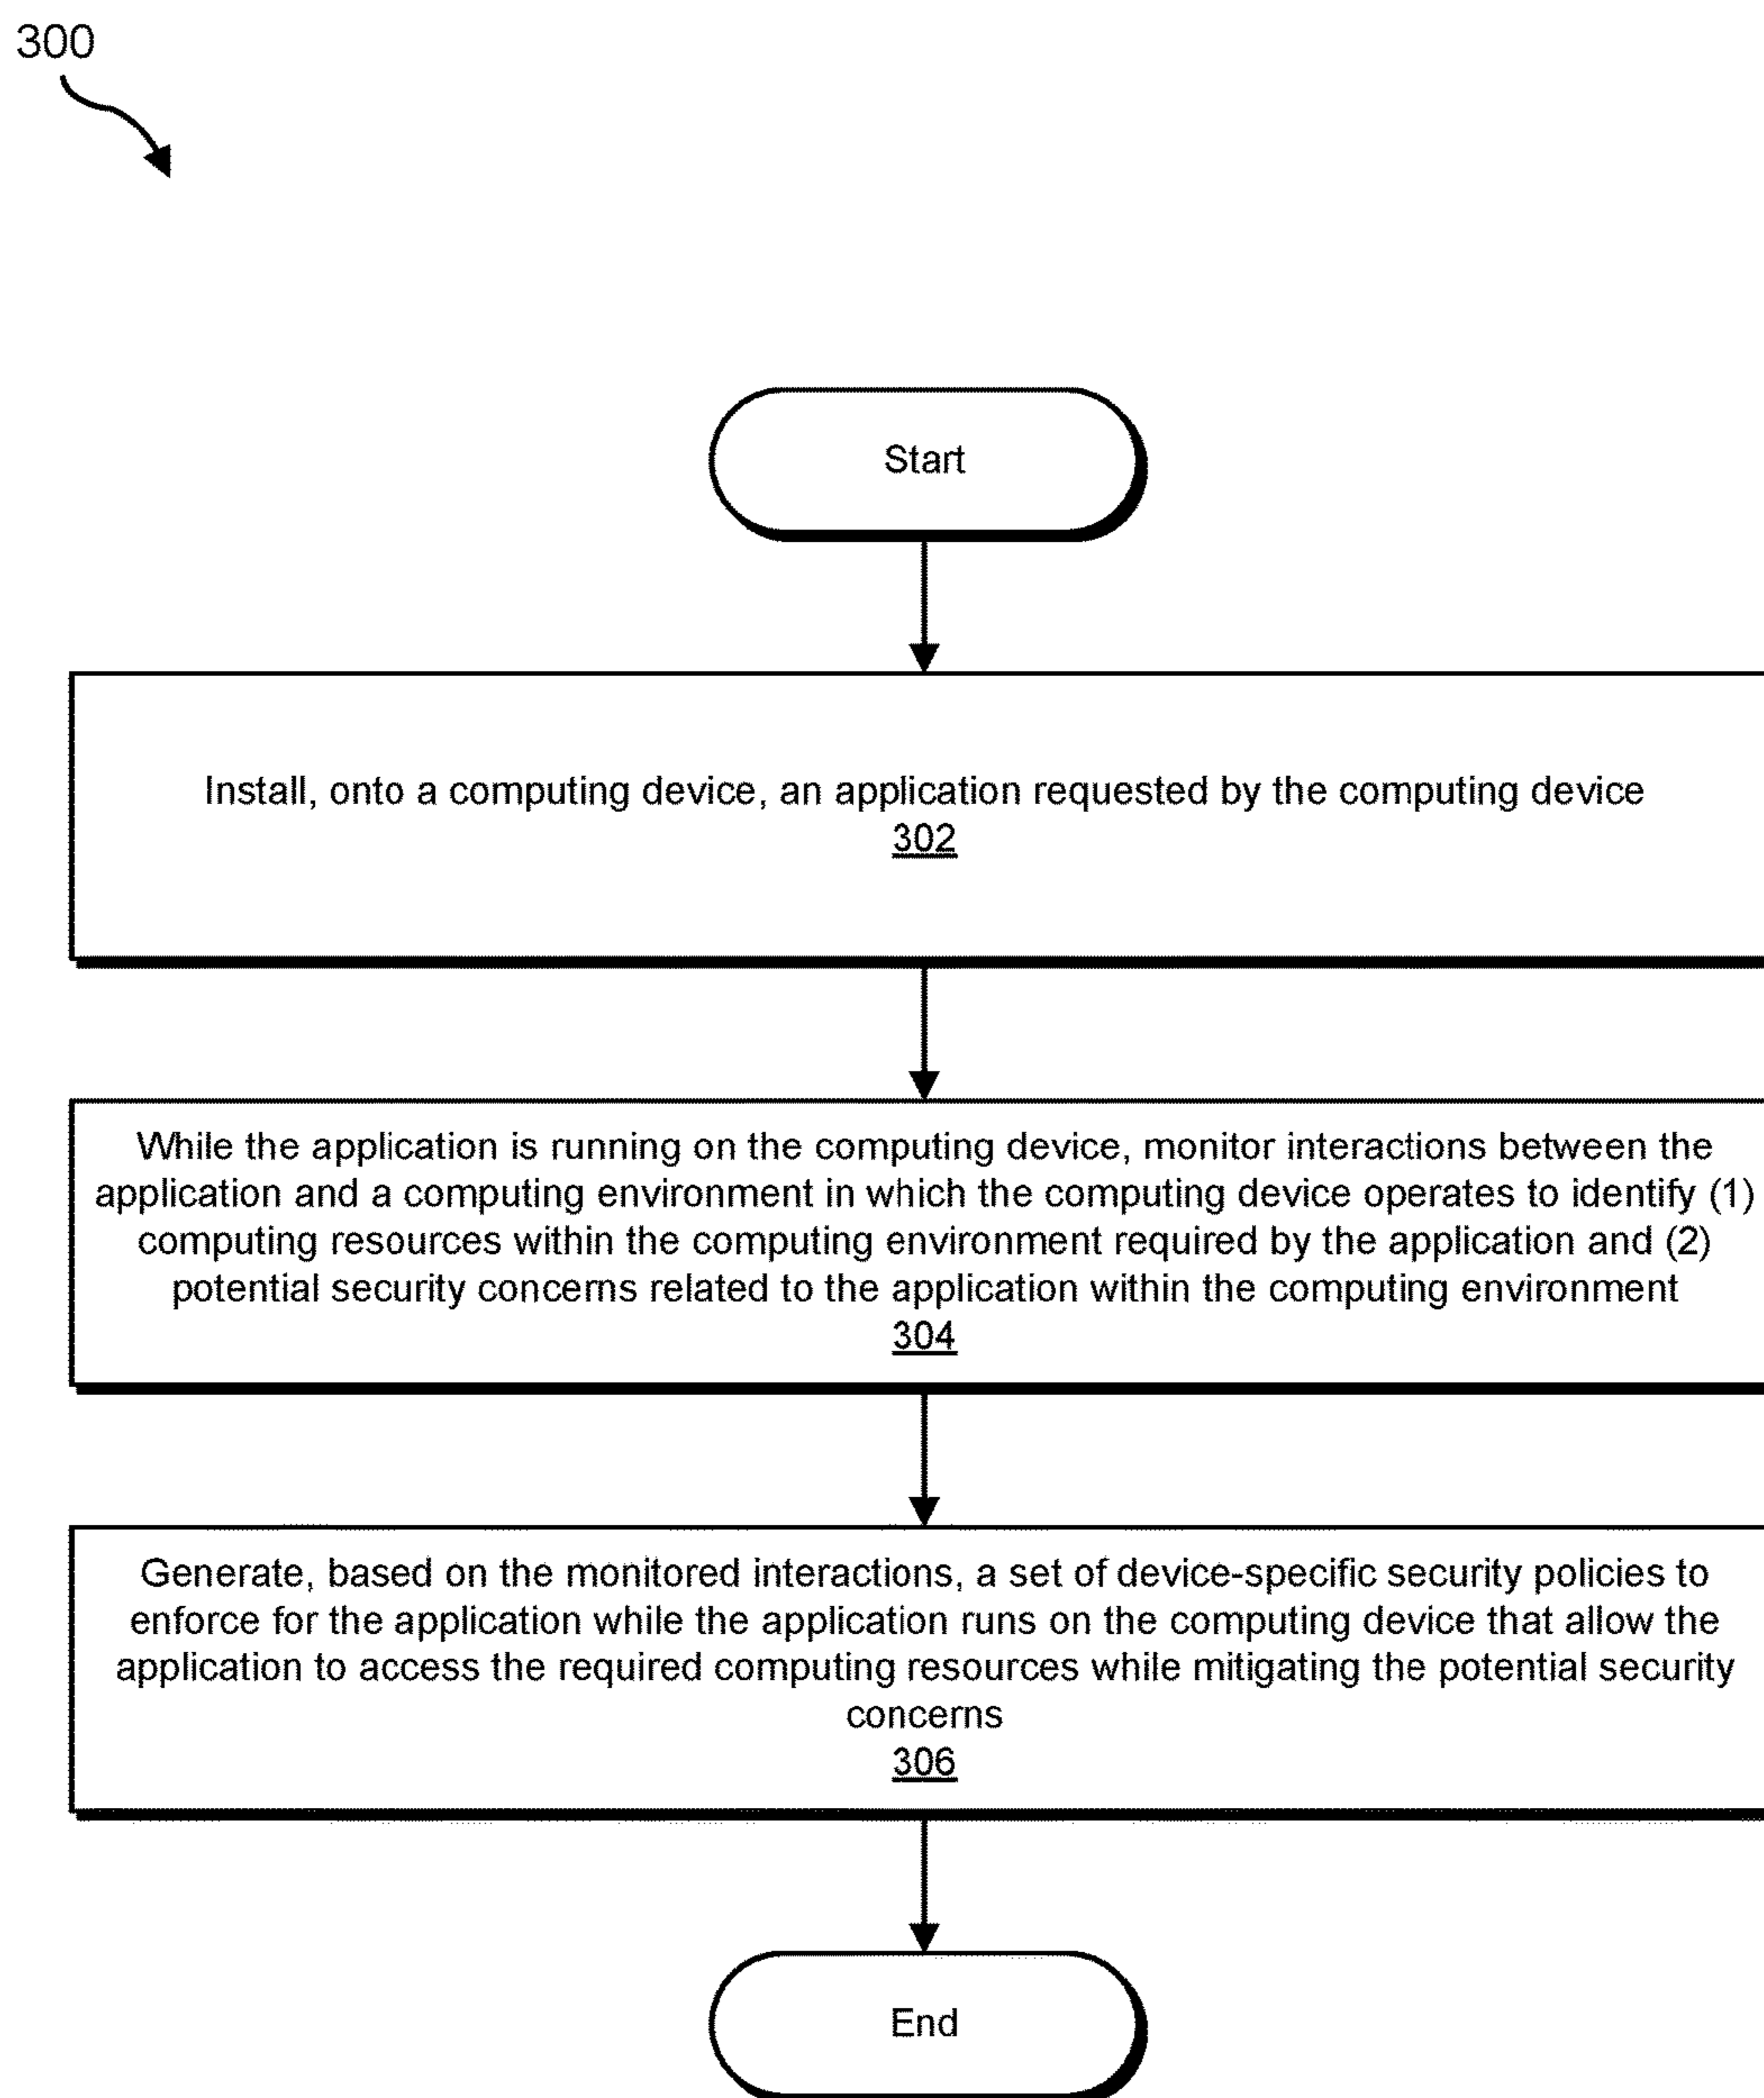 300
Start
Install, onto a computing device, an application requested by the computing device
302
While the application is running on the computing device, monitor interactions between the
application and a computing environment in which the computing device operates to identify (1)
computing resources within the computing environment required by the application and (2)
potential security concerns related to the application within the computing environment
304
Generate, based on the monitored interactions, a set of device-specific security policies to
enforce for the application while the application runs on the computing device that allow the
application to access the required computing resources while mitigating the potential security
concerns
306
End